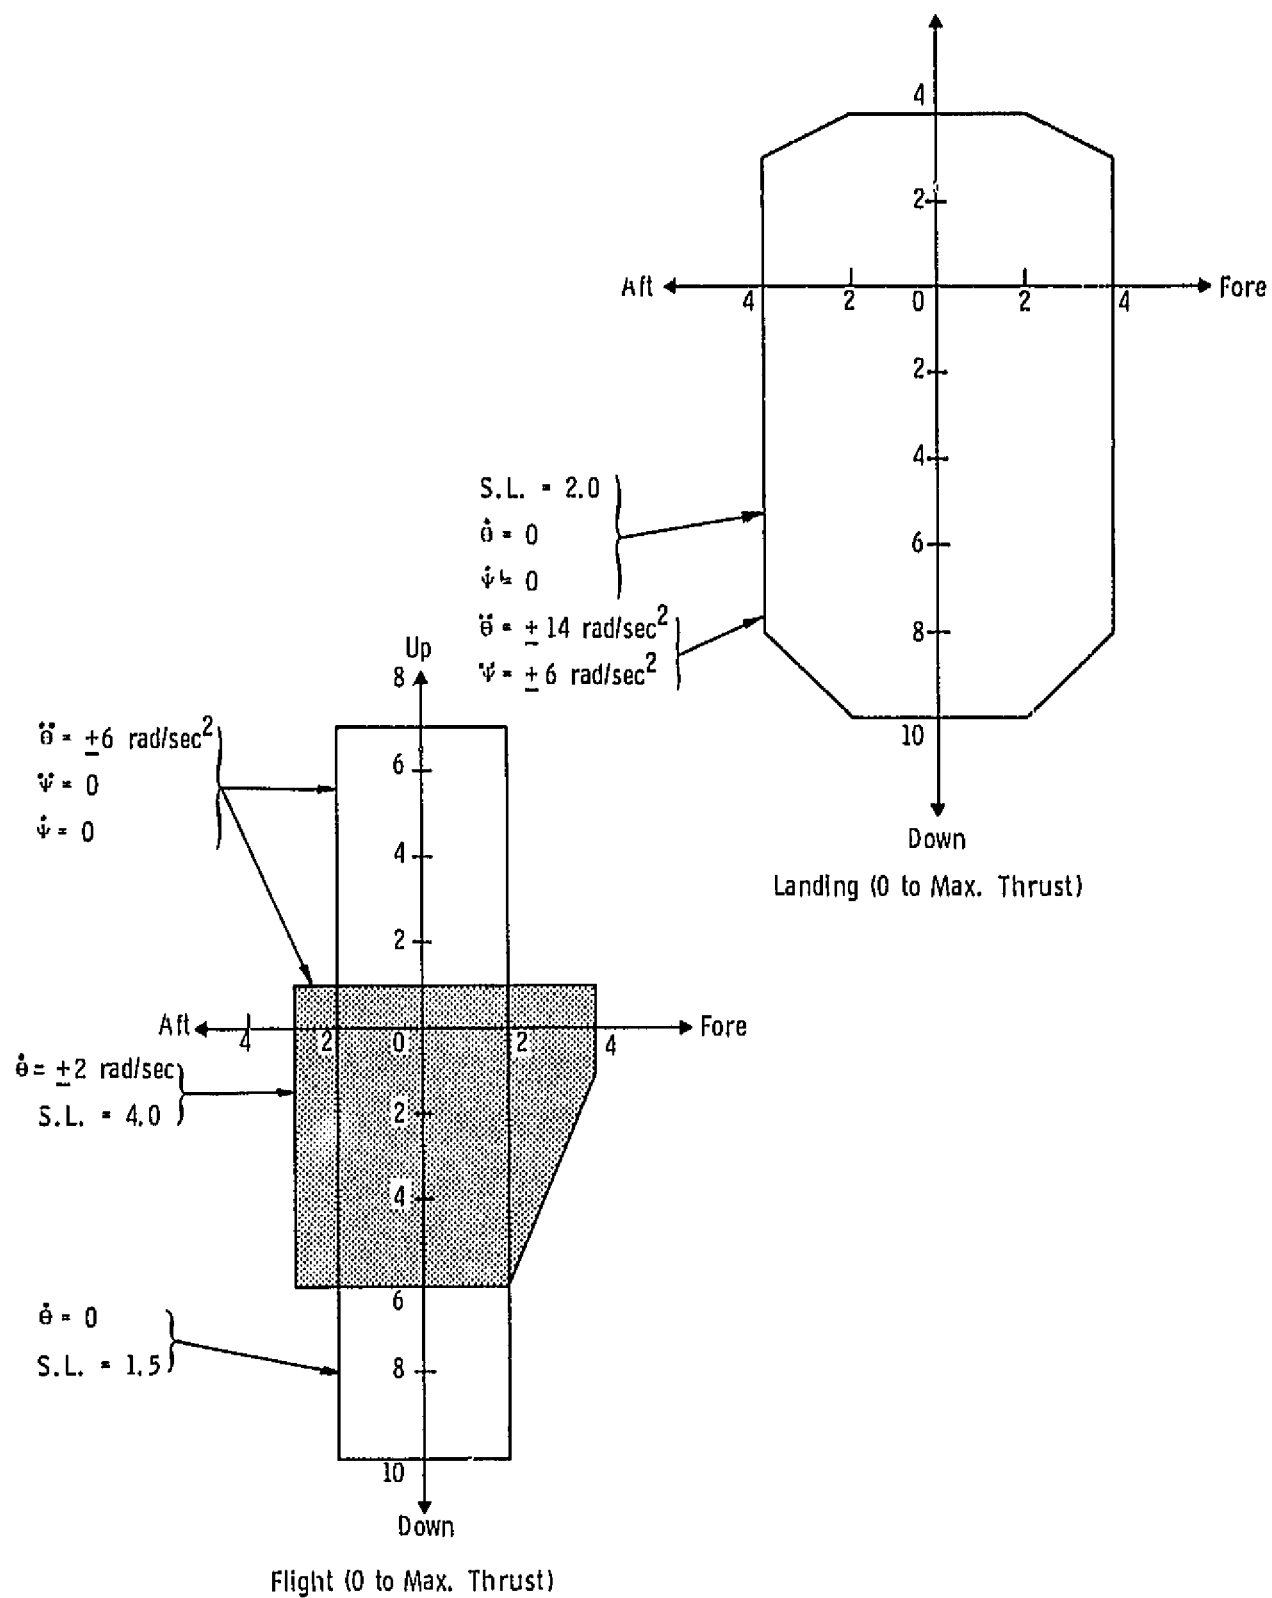 4
2
Aft
4
2
0
2
4
Fore
2
4
S.L. = 2.0
θ̇ = 0
ψ̇ = 0
6
θ̈ = ±14 rad/sec²
ψ̈ = ±6 rad/sec²
8
10
Down
Landing (0 to Max. Thrust)
Up
8
θ̈ = ±6 rad/sec²
ψ̈ = 0
ψ̇ = 0
6
4
2
Aft
4
2
0
2
4
Fore
θ̇ = ±2 rad/sec
S.L. = 4.0
2
4
6
θ̇ = 0
S.L. = 1.5
8
10
Down
Flight (0 to Max. Thrust)